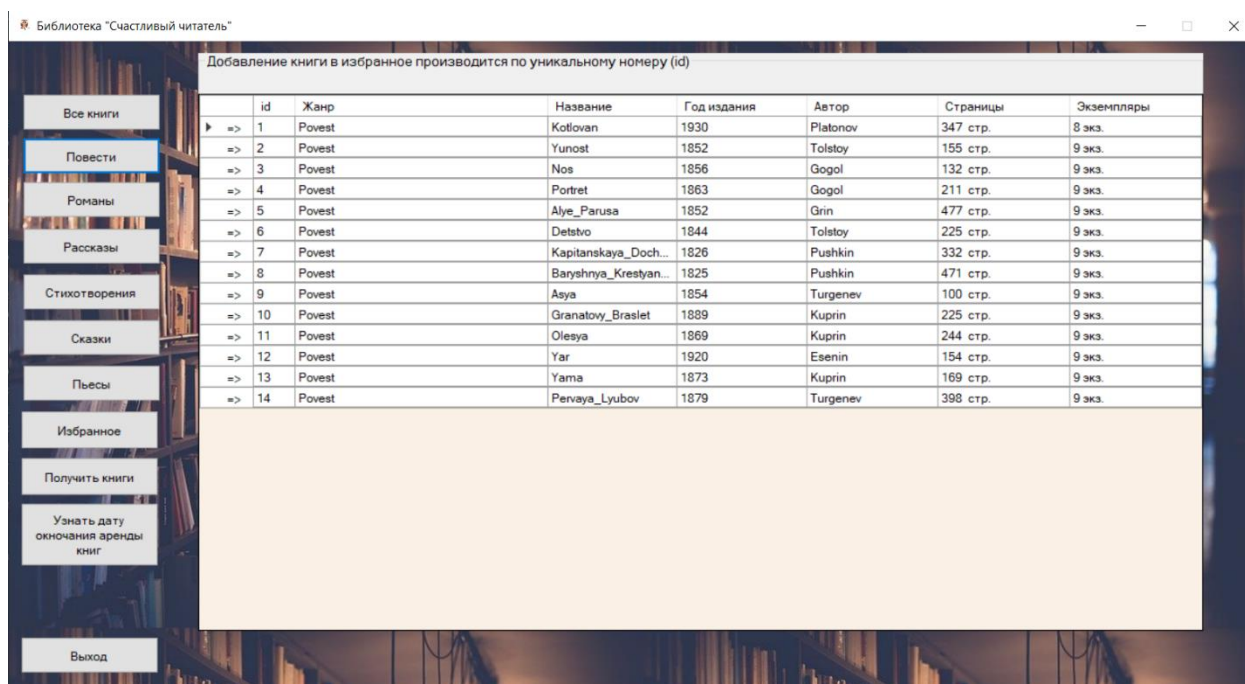 Библиотека "Счастливый читатель"
Добавление книги в избранное производится по уникальному номеру (id)
Все книги
Повести
Романы
Рассказы
Стихотворения
Сказки
Пьесы
Избранное
Получить книги
Узнать дату
окночания аренды
книг
Выход
id Жанр Название Год издания Автор Страницы Экземпляры
=> 1 Povest Kotlovan 1930 Platonov 347 стр. 8 экз.
=> 2 Povest Yunost 1852 Tolstoy 155 стр. 9 экз.
=> 3 Povest Nos 1856 Gogol 132 стр. 9 экз.
=> 4 Povest Portret 1863 Gogol 211 стр. 9 экз.
=> 5 Povest Alye_Parusa 1852 Grin 477 стр. 9 экз.
=> 6 Povest Detstvo 1844 Tolstoy 225 стр. 9 экз.
=> 7 Povest Kapitanskaya_Doch... 1826 Pushkin 332 стр. 9 экз.
=> 8 Povest Baryshnya_Krestyan... 1825 Pushkin 471 стр. 9 экз.
=> 9 Povest Asya 1854 Turgenev 100 стр. 9 экз.
=> 10 Povest Granatovy_Braslet 1889 Kuprin 225 стр. 9 экз.
=> 11 Povest Olesya 1869 Kuprin 244 стр. 9 экз.
=> 12 Povest Yar 1920 Esenin 154 стр. 9 экз.
=> 13 Povest Yama 1873 Kuprin 169 стр. 9 экз.
=> 14 Povest Pervaya_Lyubov 1879 Turgenev 398 стр. 9 экз.